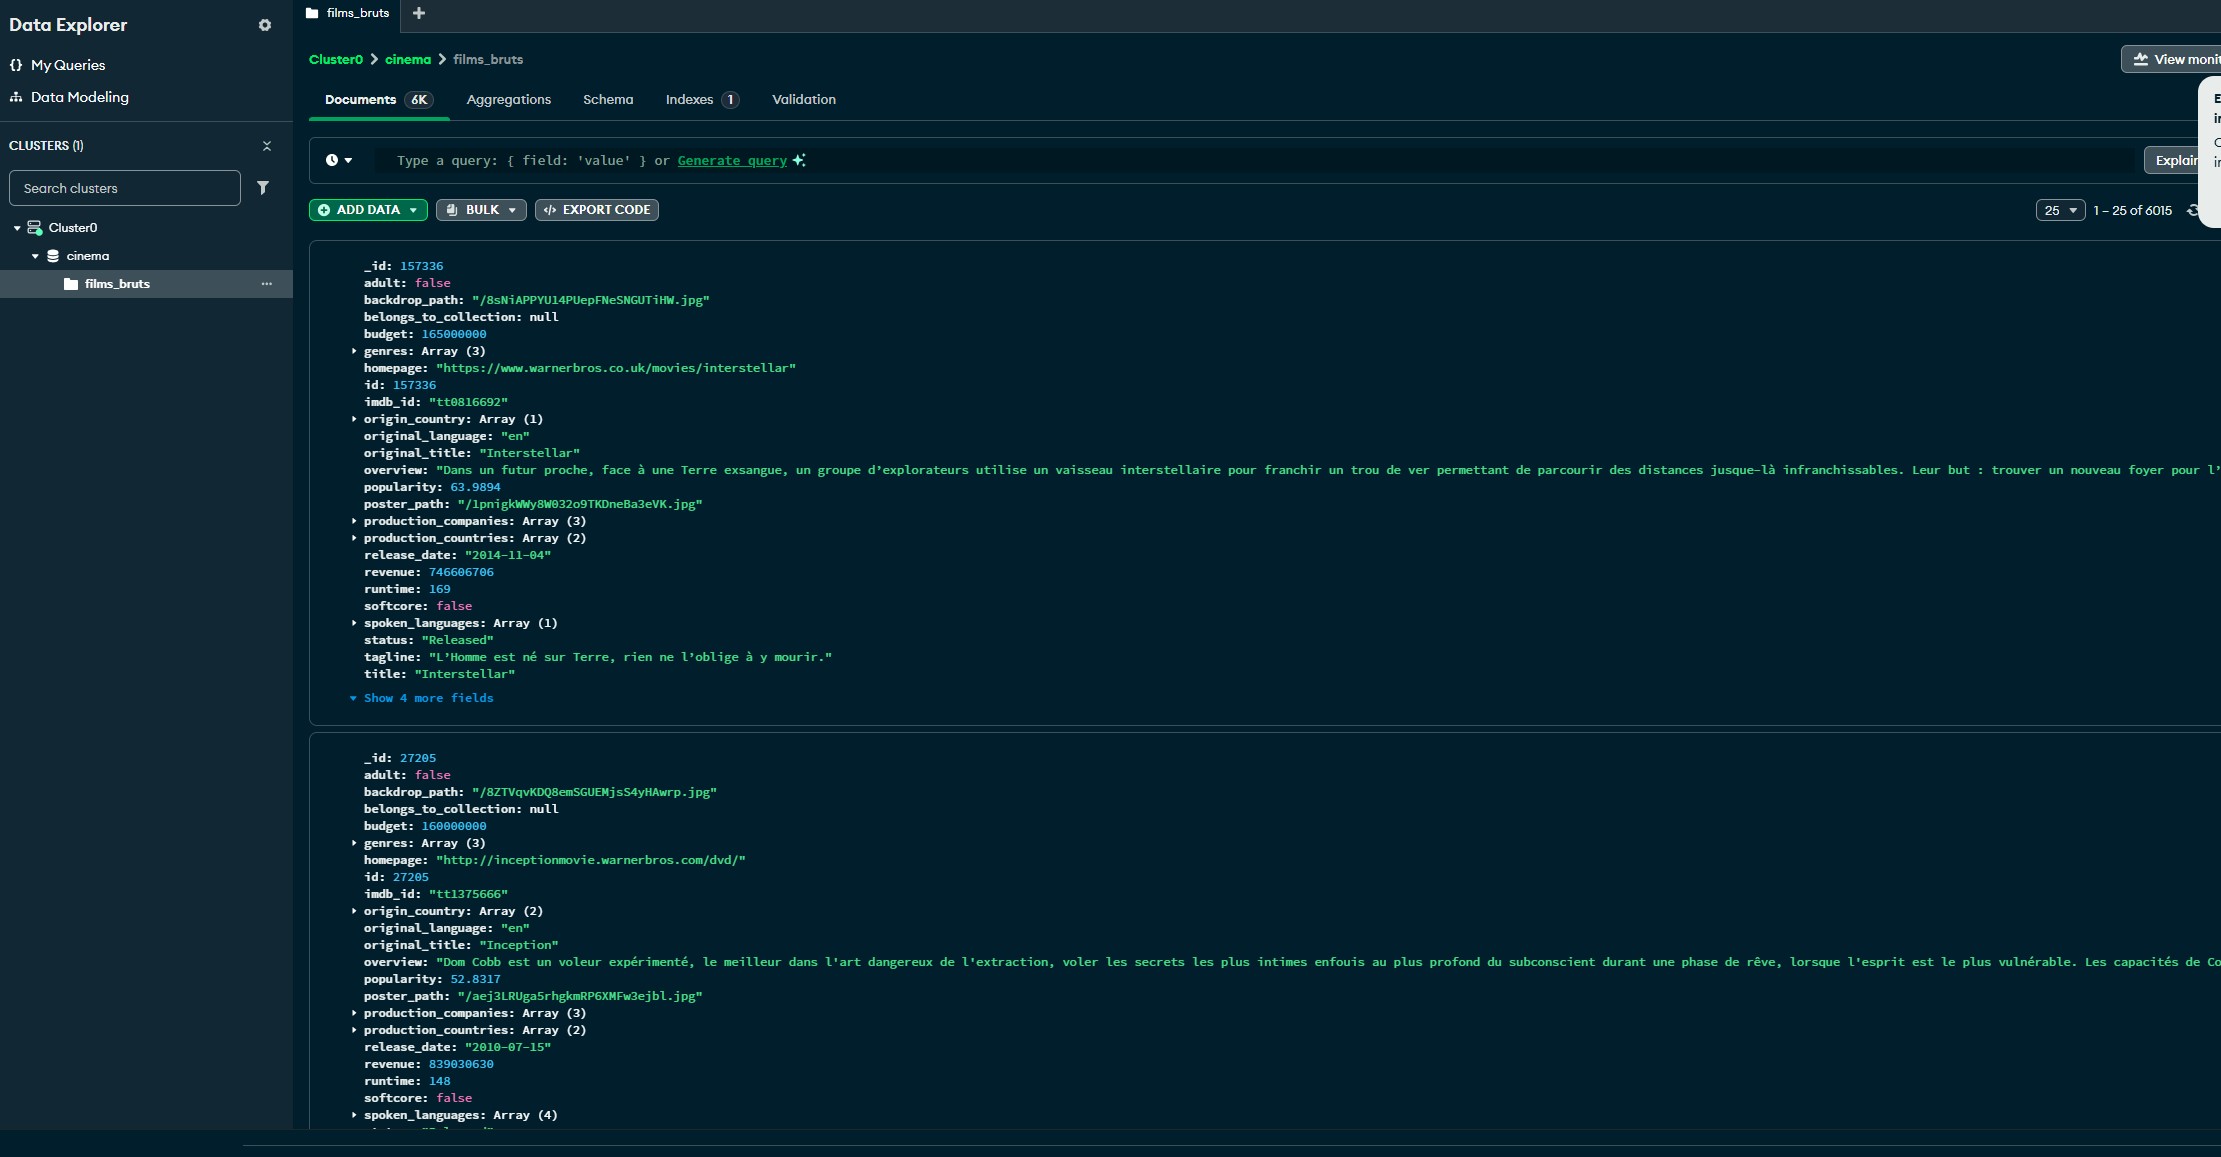 Data Explorer
My Queries
Data Modeling
CLUSTERS (1)
Search clusters
Cluster0
cinema
films_bruts
films_bruts
Cluster0 > cinema > films_bruts
View monit
Documents 6K Aggregations Schema Indexes 1 Validation
Type a query: { field: 'value' } or Generate query
Explain
ADD DATA BULK EXPORT CODE
25 1 – 25 of 6015
_id: 157336
adult: false
backdrop_path: "/8sNiAPPYU14PUepFNeSNGUTiHW.jpg"
belongs_to_collection: null
budget: 165000000
genres: Array (3)
homepage: "https://www.warnerbros.co.uk/movies/interstellar"
id: 157336
imdb_id: "tt0816692"
origin_country: Array (1)
original_language: "en"
original_title: "Interstellar"
overview: "Dans un futur proche, face à une Terre exsangue, un groupe d’explorateurs utilise un vaisseau interstellaire pour franchir un trou de ver permettant de parcourir des distances jusque-là infranchissables. Leur but : trouver un nouveau foyer pour l’
popularity: 63.9894
poster_path: "/1pnigkWWy8W032o9TKDneBa3eVK.jpg"
production_companies: Array (3)
production_countries: Array (2)
release_date: "2014-11-04"
revenue: 746606706
runtime: 169
softcore: false
spoken_languages: Array (1)
status: "Released"
tagline: "L’Homme est né sur Terre, rien ne l’oblige à y mourir."
title: "Interstellar"
Show 4 more fields
_id: 27205
adult: false
backdrop_path: "/8ZTVqvKDQ8emSGUEMjsS4yHAwrp.jpg"
belongs_to_collection: null
budget: 160000000
genres: Array (3)
homepage: "http://inceptionmovie.warnerbros.com/dvd/"
id: 27205
imdb_id: "tt1375666"
origin_country: Array (2)
original_language: "en"
original_title: "Inception"
overview: "Dom Cobb est un voleur expérimenté, le meilleur dans l'art dangereux de l'extraction, voler les secrets les plus intimes enfouis au plus profond du subconscient durant une phase de rêve, lorsque l'esprit est le plus vulnérable. Les capacités de Co
popularity: 52.8317
poster_path: "/aej3LRUga5rhgkmRP6XMFw3ejbl.jpg"
production_companies: Array (3)
production_countries: Array (2)
release_date: "2010-07-15"
revenue: 839030630
runtime: 148
softcore: false
spoken_languages: Array (4)